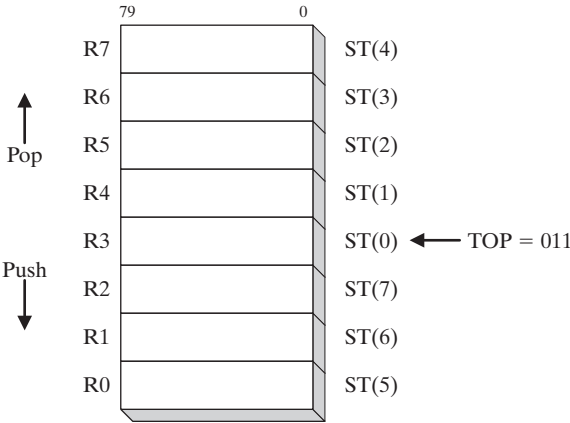 79 0
R7 ST(4)
R6 ST(3)
R5 ST(2)
Pop
R4 ST(1)
R3 ST(0) TOP = 011
Push
R2 ST(7)
R1 ST(6)
R0 ST(5)